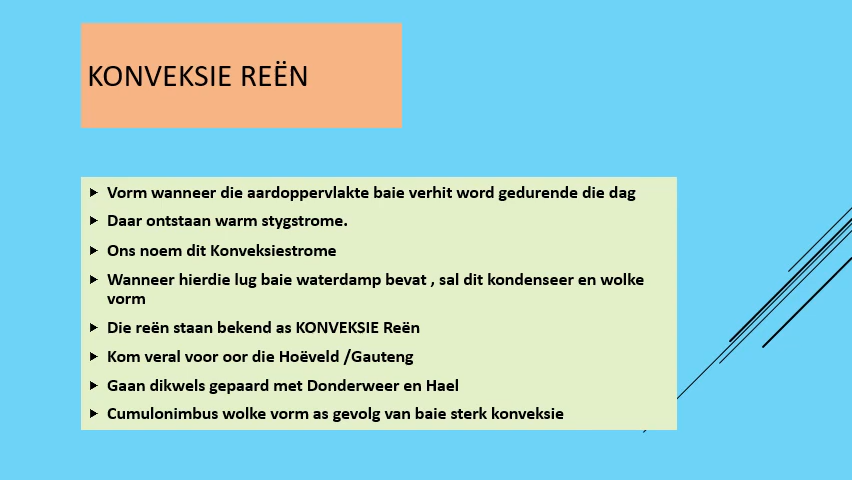 KONVEKSIE REËN
Vorm wanneer die aardoppervlakte baie verhit word gedurende die dag
Daar ontstaan warm stygstrome.
Ons noem dit Konveksiestrome
Wanneer hierdie lug baie waterdamp bevat , sal dit kondenseer en wolke
vorm
Die reën staan bekend as KONVEKSIE Reën
Kom veral voor oor die Hoëveld /Gauteng
Gaan dikwels gepaard met Donderweer en Hael
Cumulonimbus wolke vorm as gevolg van baie sterk konveksie